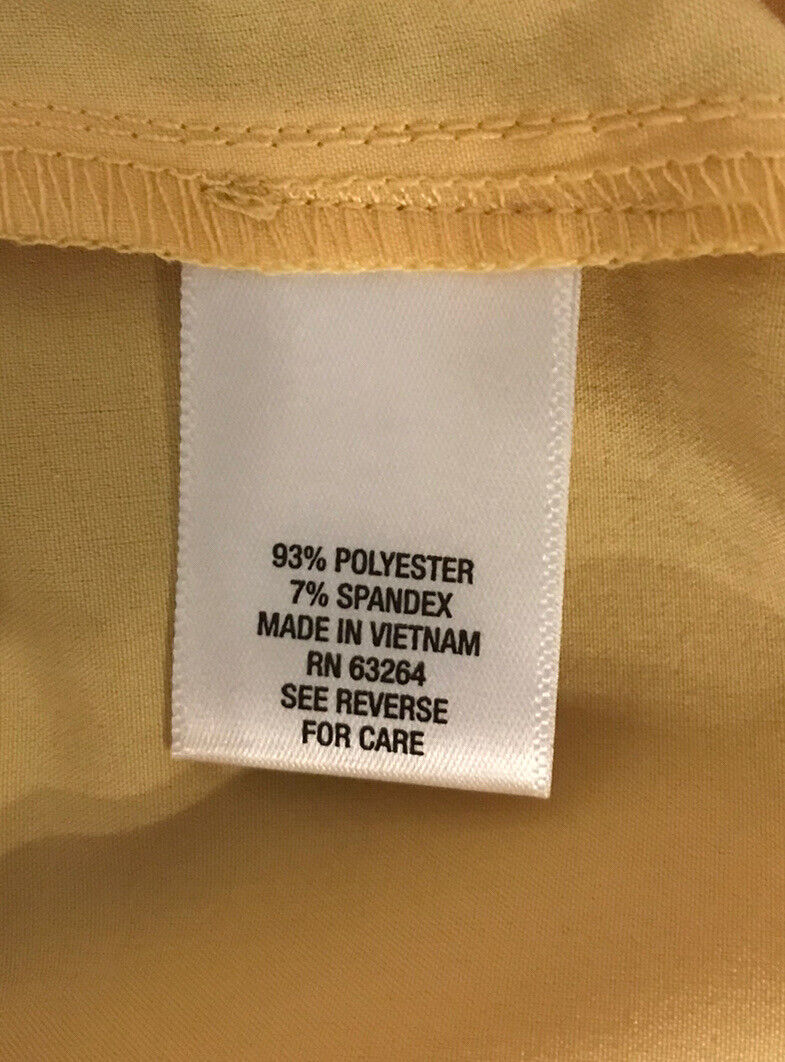 93% POLYESTER
7% SPANDEX
MADE IN VIETNAM
RN 63264
SEE REVERSE
FOR CARE